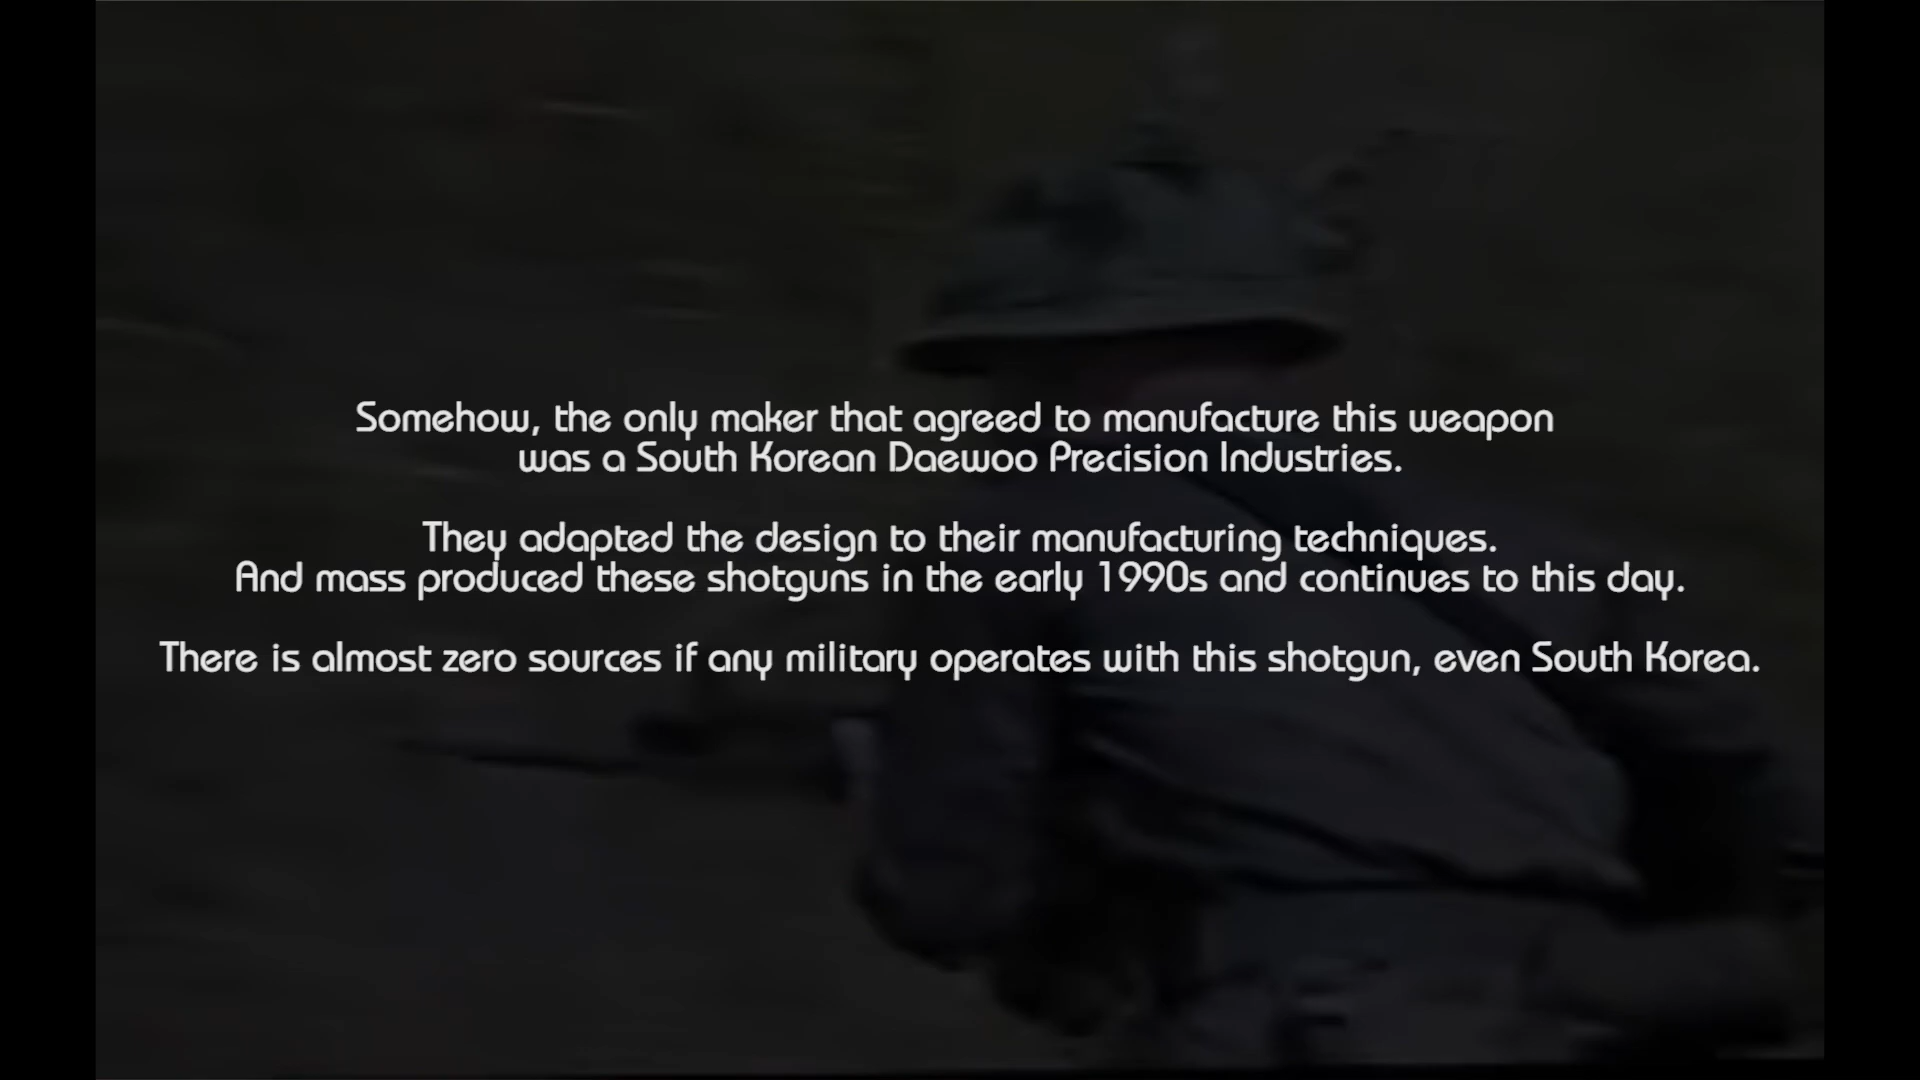 Somehow, the only maker that agreed to manufacture this weapon
was a South Korean Daewoo Precision Industries.
They adapted the design to their manufacturing techniques.
And mass produced these shotguns in the early 1990s and continues to this day.
There is almost zero sources if any military operates with this shotgun, even South Korea.